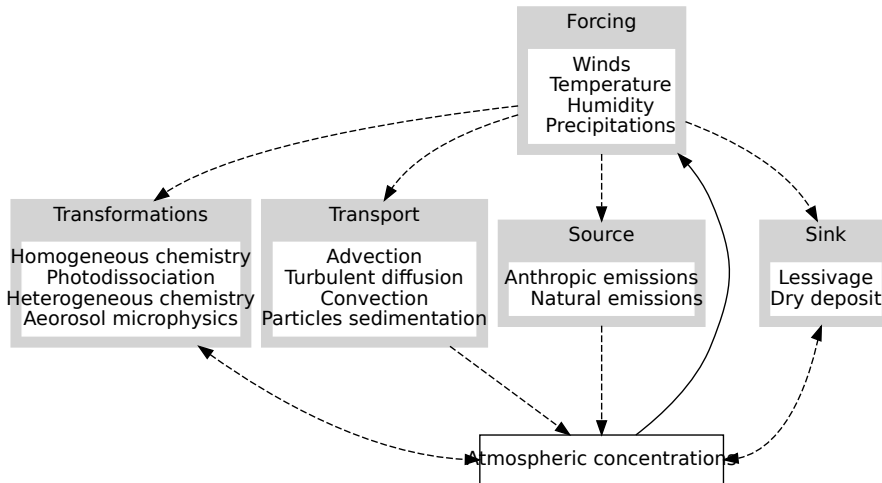 Forcing
Winds
Temperature
Humidity
Precipitations
Transformations
Homogeneous chemistry
Photodissociation
Heterogeneous chemistry
Aeorosol microphysics
Transport
Advection
Turbulent diffusion
Convection
Particles sedimentation
Source
Anthropic emissions
Natural emissions
Sink
Lessivage
Dry deposit
Atmospheric concentrations